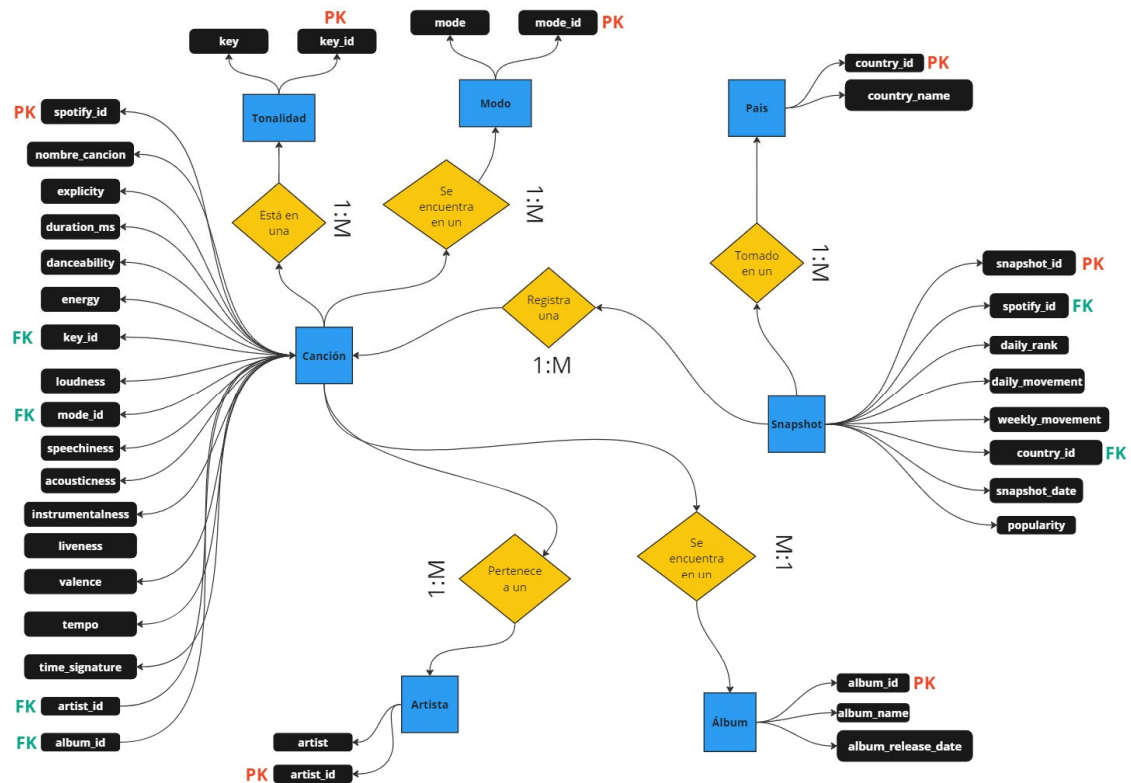 PK
key
key_id
mode
mode_id
PK
Tonalidad
Modo
country_id
PK
country_name
País
PK
spotify_id
nombre_cancion
explicity
duration_ms
danceability
energy
FK
key_id
loudness
FK
mode_id
speechiness
acousticness
instrumentalness
liveness
valence
tempo
time_signature
FK
artist_id
FK
album_id
Está en
una
1:M
Se
encuentra
en un
1:M
Tomado
en un
1:M
Registra
una
1:M
Canción
Snapshot
snapshot_id
PK
spotify_id
FK
daily_rank
daily_movement
weekly_movement
country_id
FK
snapshot_date
popularity
Pertenece
a un
1:M
Se
encuentra
en un
M:1
Artista
artist
PK
artist_id
Álbum
album_id
PK
album_name
album_release_date